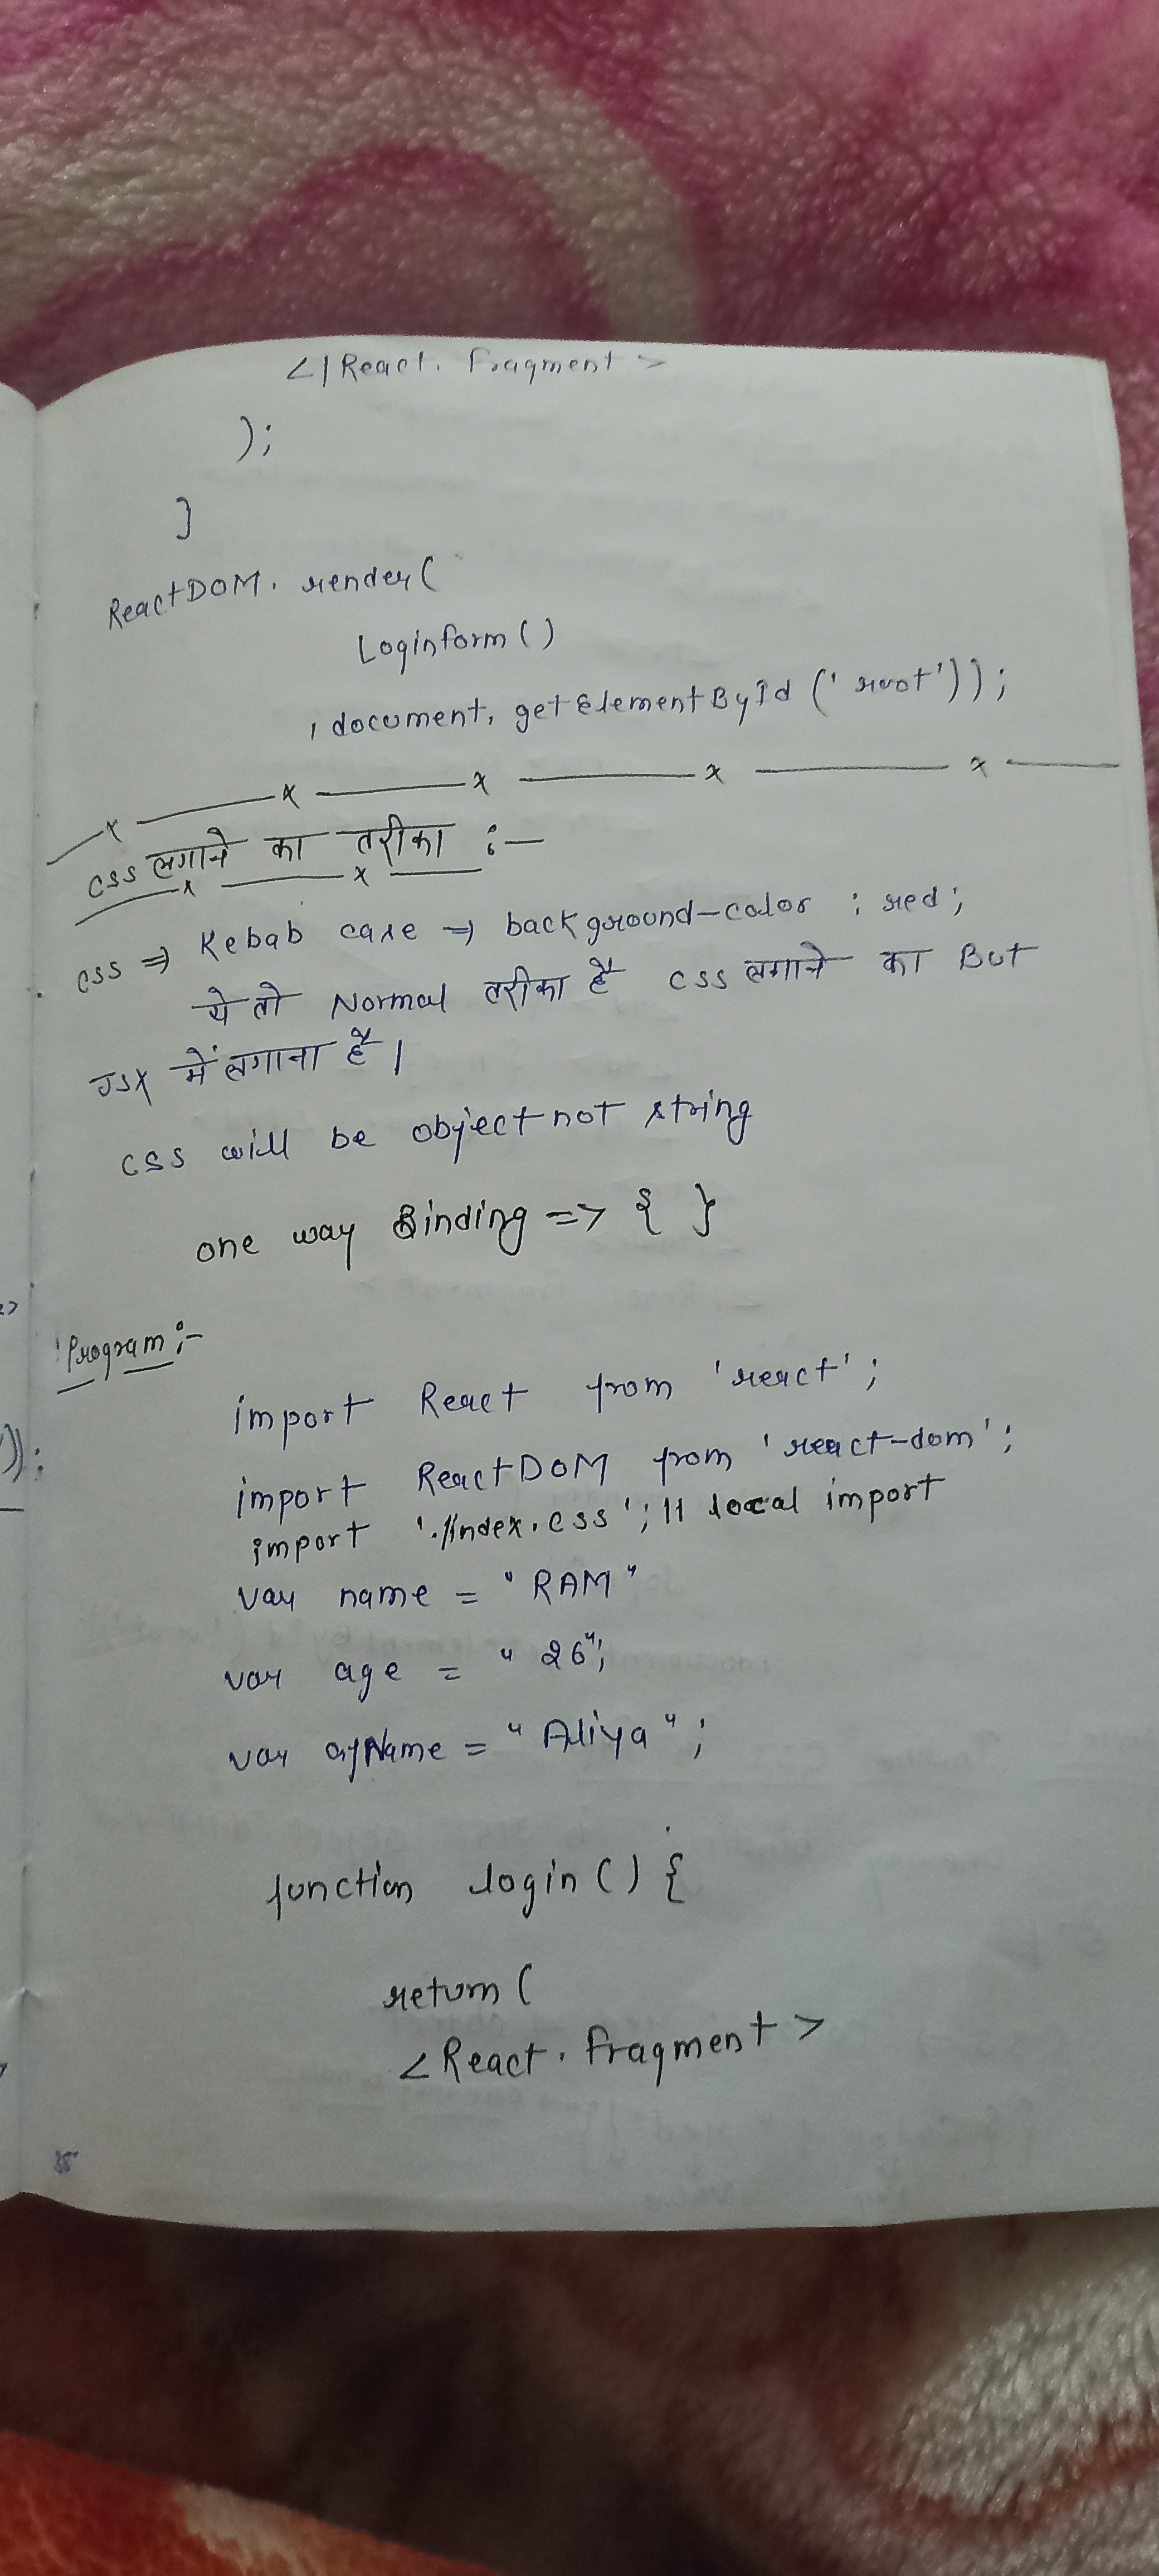 </React.Fragment>
);
}
ReactDOM.render(
Loginform()
,document.getElementById('root'));
css लगाने का तरीका :-
css ⇒ Kebab case ⇒ background-color : red;
ये तो Normal तरीका है css लगाने का But
JSX में लगाना है।
css will be object not string
one way Binding => { }
Program:-
import React from 'react';
import ReactDOM from 'react-dom';
import './index.css'; // local import
var name = "RAM"
var age = "26";
var gfName = "Aliya";
function login() {
return (
<React.Fragment>
35